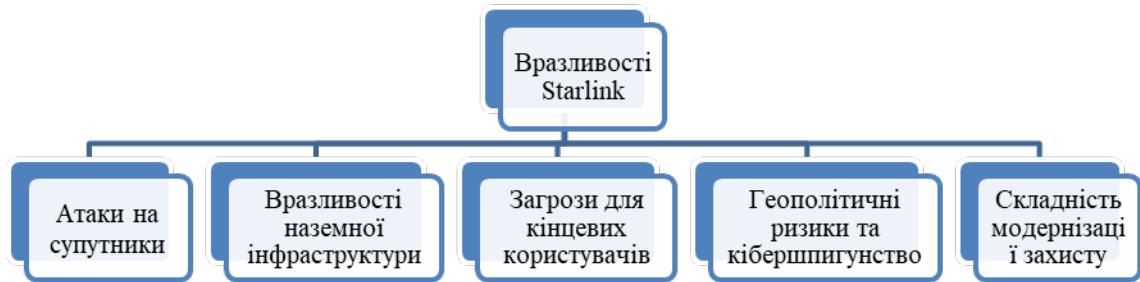 Вразливості
Starlink
Атаки на
супутники
Вразливості
наземної
інфраструктури
Загрози для
кінцевих
користувачів
Геополітичні
ризики та
кібершпигунство
Складність
модернізаці
ї захисту